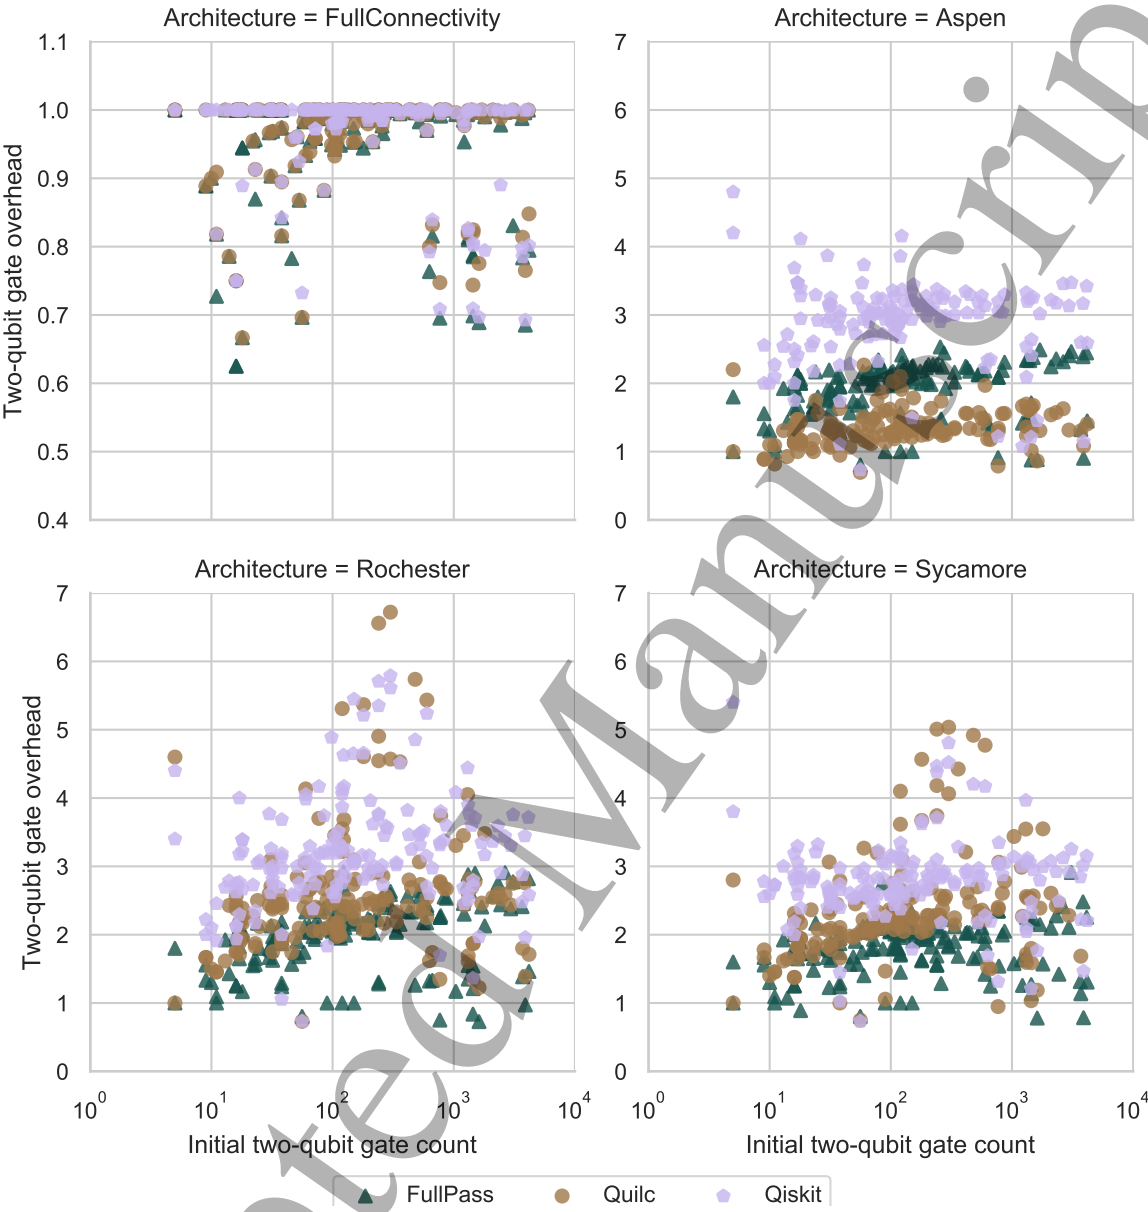 Architecture = FullConnectivity
Architecture = Aspen
1.1
1.0
0.9
0.8
0.7
0.6
0.5
0.4
Two-qubit gate overhead
7
6
5
4
3
2
1
0
Architecture = Rochester
Architecture = Sycamore
7
6
5
4
3
2
1
0
Two-qubit gate overhead
10^0 10^1 10^2 10^3 10^4
Initial two-qubit gate count
7
6
5
4
3
2
1
0
10^0 10^1 10^2 10^3 10^4
Initial two-qubit gate count
FullPass Quilc Qiskit
ted Manuscrip